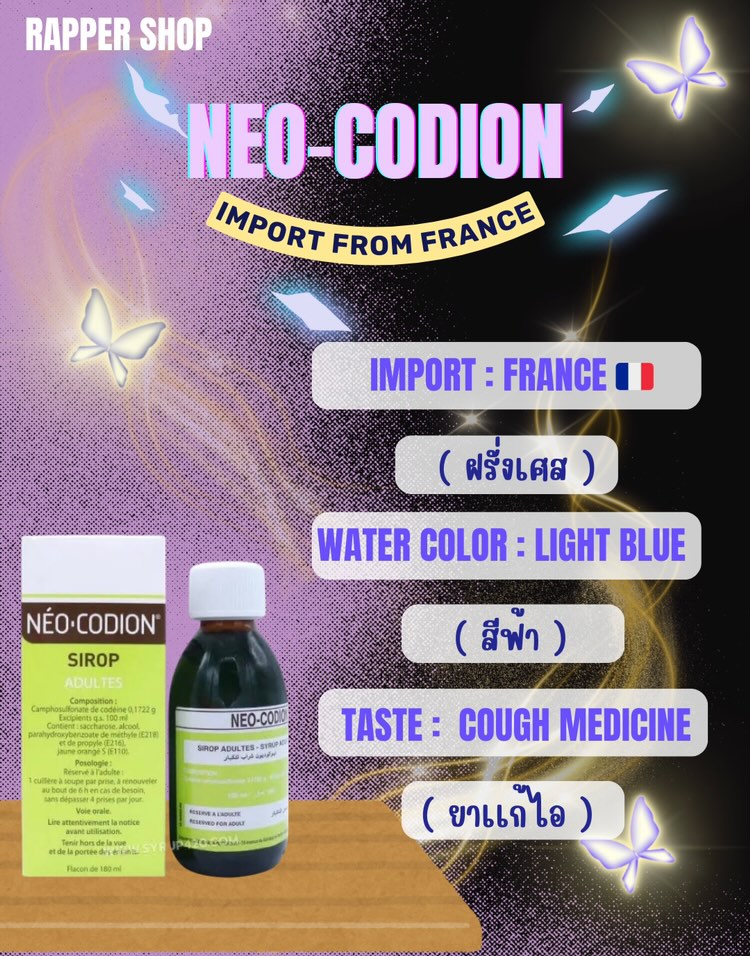 RAPPER SHOP
NEO-CODION
IMPORT FROM FRANCE
IMPORT : FRANCE
( ฝรั่งเศส )
WATER COLOR : LIGHT BLUE
( สีฟ้า )
TASTE : COUGH MEDICINE
( ยาแก้ไอ )
NÉO•CODION®
SIROP
ADULTES
Composition :
Camphosulfonate de codéine 0,1722 g
Excipients q.s. 100 ml
Contient : saccharose, alcool,
parahydroxybenzoate de méthyle (E218)
et de propyle (E216),
jaune orangé S (E110).
Posologie :
Réservé à l'adulte :
1 cuillère à soupe par prise, à renouveler
au bout de 6 h en cas de besoin,
sans dépasser 4 prises par jour.
Voie orale.
Lire attentivement la notice
avant utilisation.
Tenir hors de la vue
et de la portée des enfants.
Flacon de 180 ml
NEO-CODION
SIROP ADULTES - SYRUP
RESERVE A L'ADULTE
RESERVED FOR ADULT